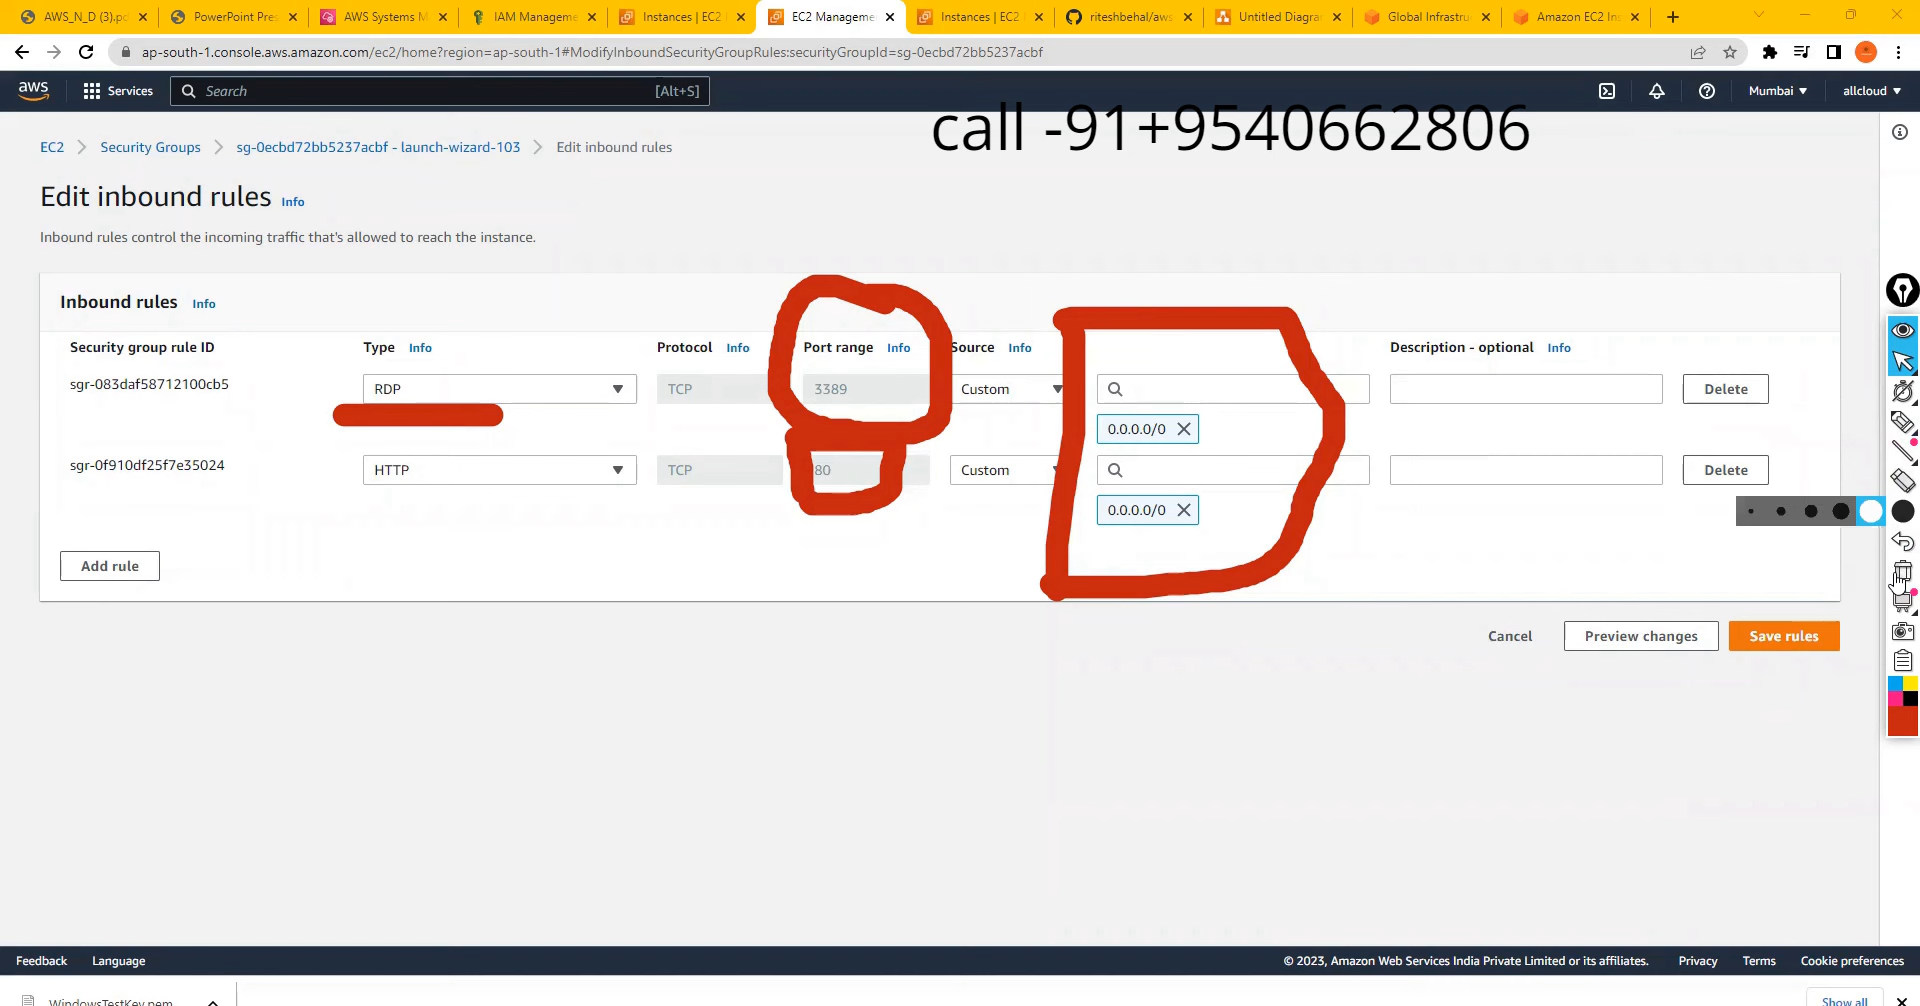 AWS_N_D (3).pd
PowerPoint Pres
AWS Systems M
IAM Manageme
Instances | EC2
EC2 Manageme
Instances | EC2
riteshbehal/aws
Untitled Diagra
Global Infrastru
Amazon EC2 Ins
ap-south-1.console.aws.amazon.com/ec2/home?region=ap-south-1#ModifyInboundSecurityGroupRules:securityGroupId=sg-0ecbd72bb5237acbf
aws
Services
Search
[Alt+S]
Mumbai
allcloud
call -91+9540662806
EC2
Security Groups
sg-0ecbd72bb5237acbf - launch-wizard-103
Edit inbound rules
Edit inbound rules Info
Inbound rules control the incoming traffic that's allowed to reach the instance.
Inbound rules Info
Security group rule ID
Type Info
Protocol Info
Port range Info
Source Info
Description - optional Info
sgr-083daf58712100cb5
RDP
TCP
3389
Custom
Delete
0.0.0.0/0
sgr-0f910df25f7e35024
HTTP
TCP
80
Custom
Delete
0.0.0.0/0
Add rule
Cancel
Preview changes
Save rules
Feedback
Language
© 2023, Amazon Web Services India Private Limited or its affiliates.
Privacy
Terms
Cookie preferences
WindowsTestKey.pem
Show all